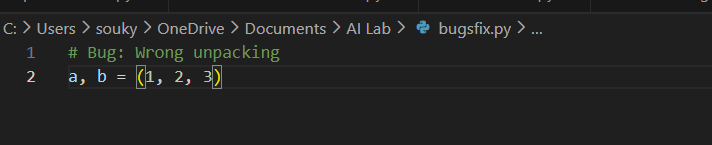 C: > Users > souky > OneDrive > Documents > AI Lab > bugsfix.py > ...
1 # Bug: Wrong unpacking
2 a, b = (1, 2, 3)